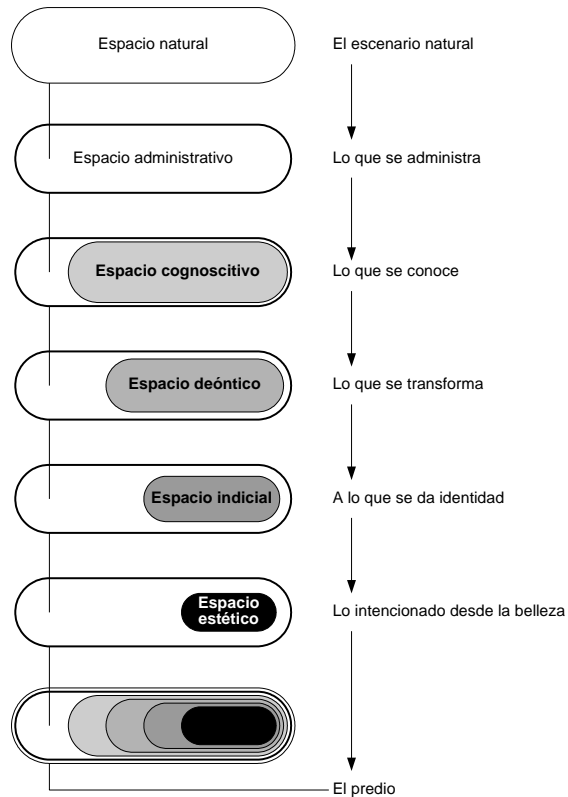 Espacio natural
El escenario natural
Espacio administrativo
Lo que se administra
Espacio cognoscitivo
Lo que se conoce
Espacio deóntico
Lo que se transforma
Espacio indicial
A lo que se da identidad
Espacio
estético
Lo intencionado desde la belleza
El predio